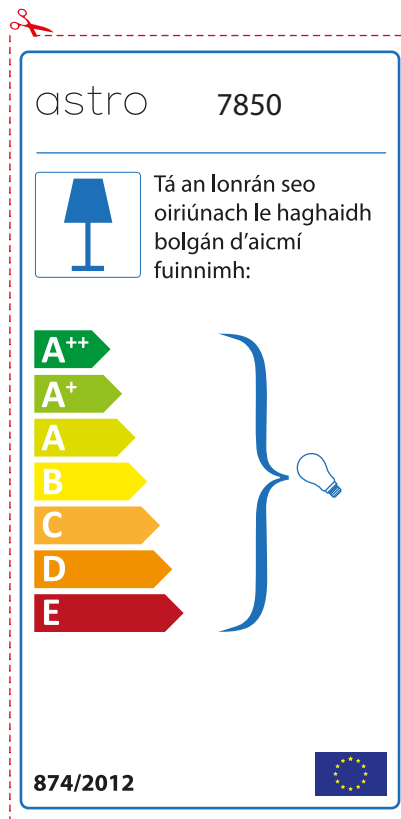 astro 7850
Tá an lonrán seo
oiriúnach le haghaidh
bolgán d'aicmí
fuinnimh:
A++
A+
A
B
C
D
E
874/2012